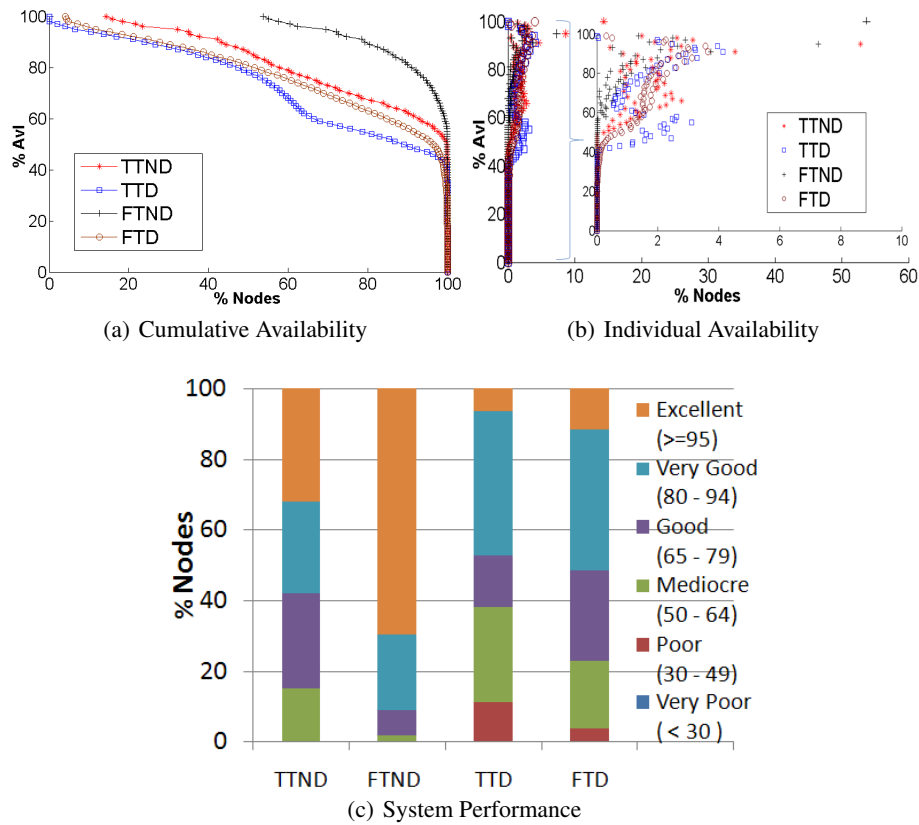 100
80
60
40
20
0
% Avl
TTND
TTD
FTND
FTD
0 20 40 60 80 100
% Nodes
(a) Cumulative Availability
100
80
60
40
20
0
% Avl
100
80
60
40
20
0
TTND
TTD
FTND
FTD
0 2 4 6 8 10
0 10 20 30 40 50 60
% Nodes
(b) Individual Availability
100
80
60
40
20
0
% Nodes
Excellent
(>=95)
Very Good
(80 - 94)
Good
(65 - 79)
Mediocre
(50 - 64)
Poor
(30 - 49)
Very Poor
( < 30 )
TTND FTND TTD FTD
(c) System Performance